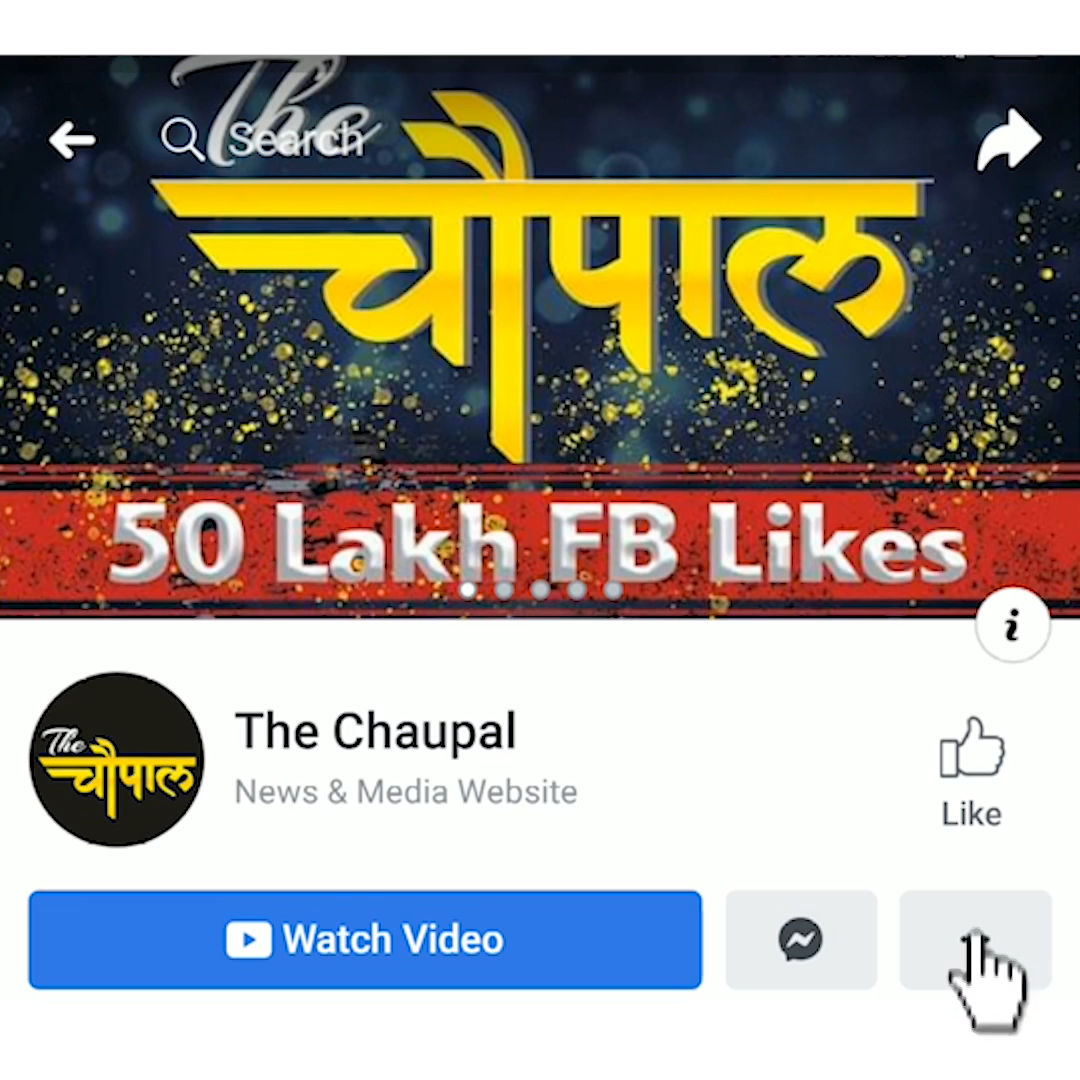 The
Search
चौपाल
50 Lakh FB Likes
i
The
चौपाल
The Chaupal
News & Media Website
Like
Watch Video